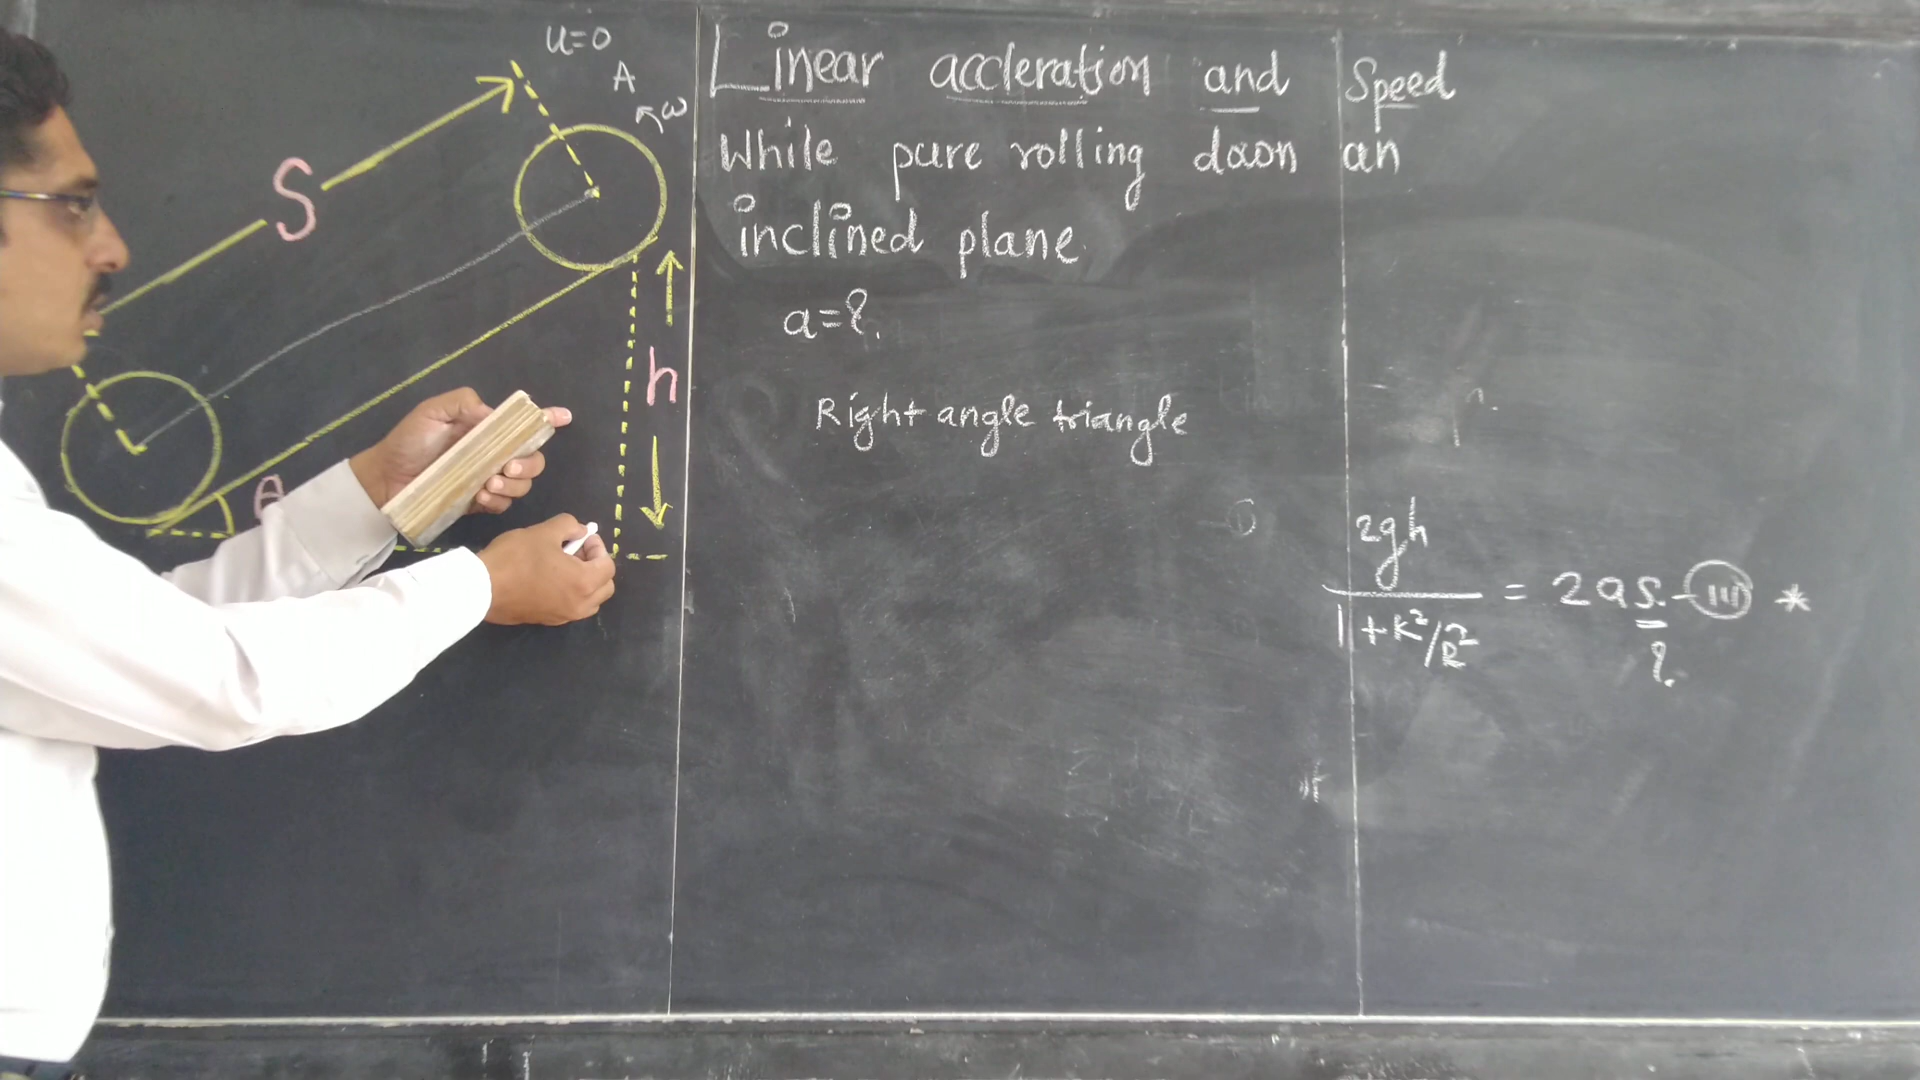 u=0
A
ω
S
h
θ
Linear accleration and Speed
While pure rolling down an
inclined plane
a=?.
Right angle triangle
2gh
———— = 2as. - (III) *
1+K²/R²
?